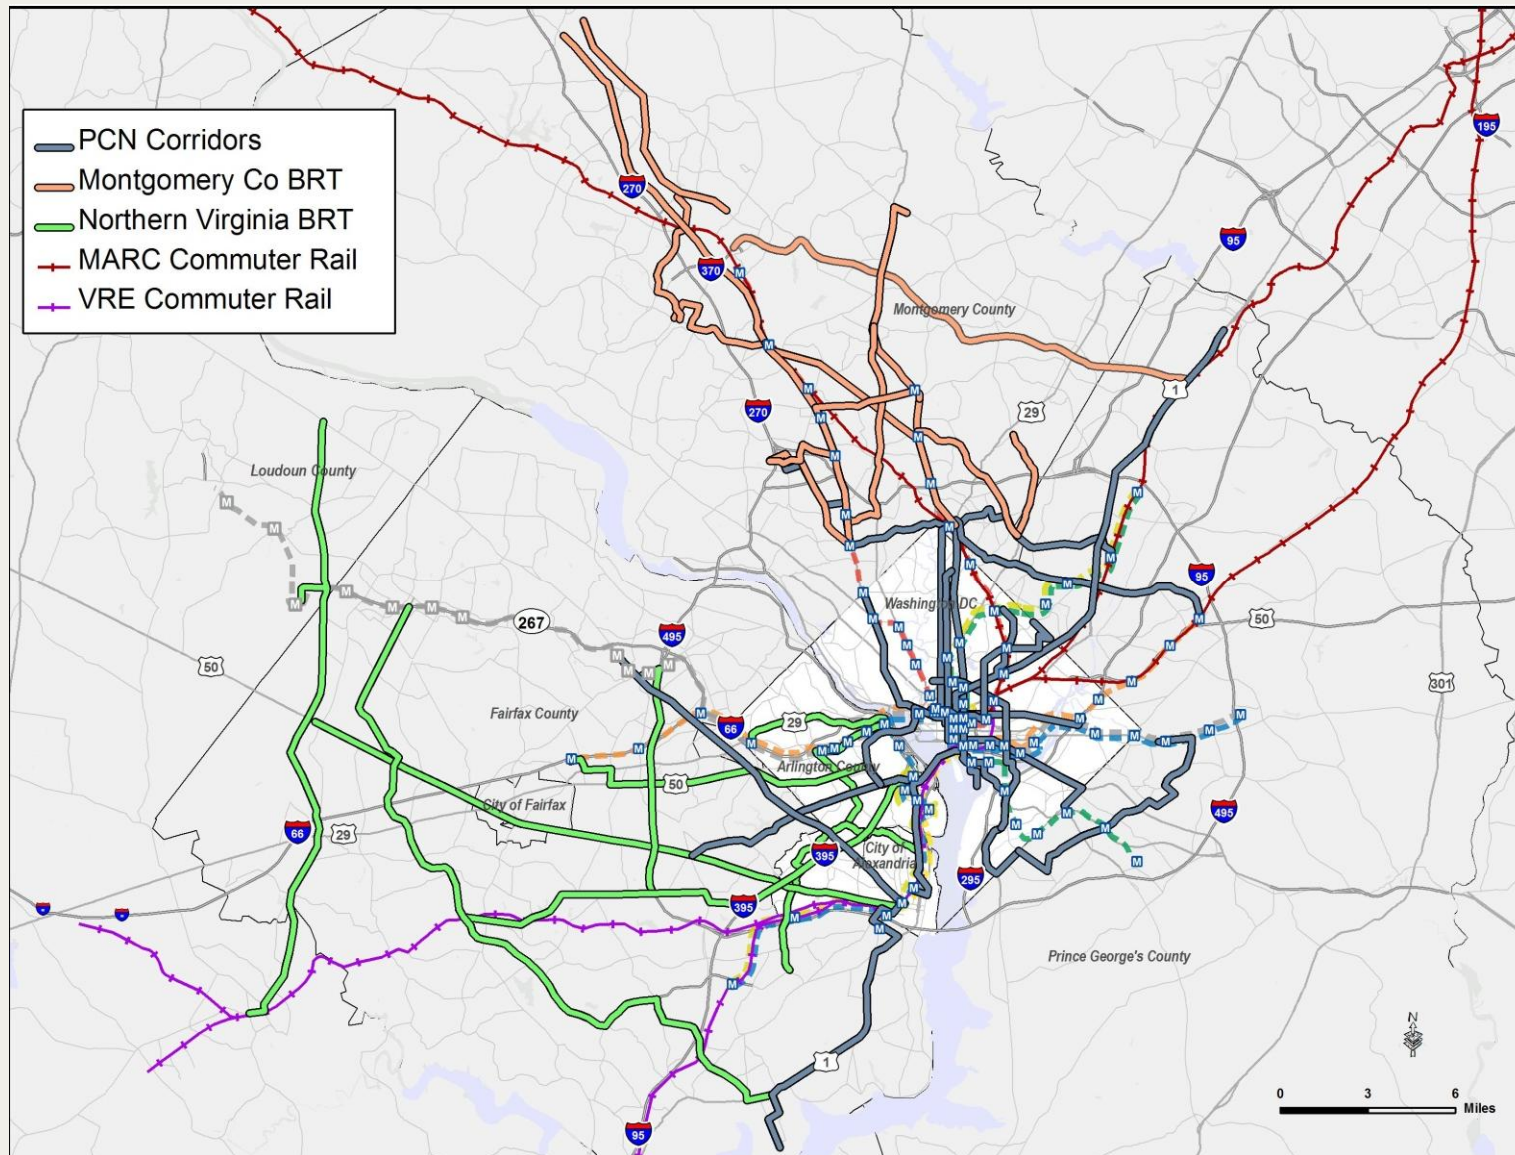 PCN Corridors
Montgomery Co BRT
Northern Virginia BRT
MARC Commuter Rail
VRE Commuter Rail
195
270
95
370
M
Montgomery County
M
1
M
M
270
29
M
M
Loudoun County
M
M
M
M
M
M
M
M
M
M
M
95
M
M
M
Washington DC
M
M
M
M
M
267
50
495
M
M
M
50
301
Fairfax County
29
66
M
M
M
Arlington County
50
City of Fairfax
66
29
495
395
City of
Alexandria
295
395
Prince George's County
M
1
N
0 3 6
Miles
95